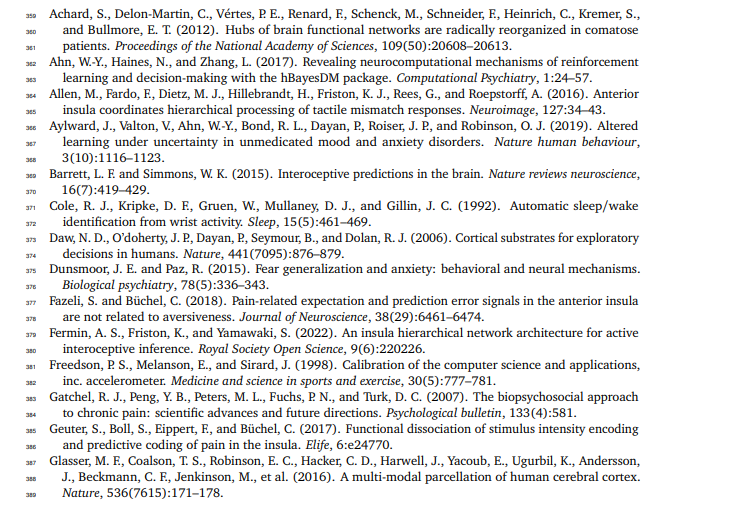 359 Achard, S., Delon-Martin, C., Vértes, P. E., Renard, F., Schenck, M., Schneider, F., Heinrich, C., Kremer, S.,
360 and Bullmore, E. T. (2012). Hubs of brain functional networks are radically reorganized in comatose
361 patients. Proceedings of the National Academy of Sciences, 109(50):20608–20613.
362 Ahn, W.-Y., Haines, N., and Zhang, L. (2017). Revealing neurocomputational mechanisms of reinforcement
363 learning and decision-making with the hBayesDM package. Computational Psychiatry, 1:24–57.
364 Allen, M., Fardo, F., Dietz, M. J., Hillebrandt, H., Friston, K. J., Rees, G., and Roepstorff, A. (2016). Anterior
365 insula coordinates hierarchical processing of tactile mismatch responses. Neuroimage, 127:34–43.
366 Aylward, J., Valton, V., Ahn, W.-Y., Bond, R. L., Dayan, P., Roiser, J. P., and Robinson, O. J. (2019). Altered
367 learning under uncertainty in unmedicated mood and anxiety disorders. Nature human behaviour,
368 3(10):1116–1123.
369 Barrett, L. F. and Simmons, W. K. (2015). Interoceptive predictions in the brain. Nature reviews neuroscience,
370 16(7):419–429.
371 Cole, R. J., Kripke, D. F., Gruen, W., Mullaney, D. J., and Gillin, J. C. (1992). Automatic sleep/wake
372 identification from wrist activity. Sleep, 15(5):461–469.
373 Daw, N. D., O'doherty, J. P., Dayan, P., Seymour, B., and Dolan, R. J. (2006). Cortical substrates for exploratory
374 decisions in humans. Nature, 441(7095):876–879.
375 Dunsmoor, J. E. and Paz, R. (2015). Fear generalization and anxiety: behavioral and neural mechanisms.
376 Biological psychiatry, 78(5):336–343.
377 Fazeli, S. and Büchel, C. (2018). Pain-related expectation and prediction error signals in the anterior insula
378 are not related to aversiveness. Journal of Neuroscience, 38(29):6461–6474.
379 Fermin, A. S., Friston, K., and Yamawaki, S. (2022). An insula hierarchical network architecture for active
380 interoceptive inference. Royal Society Open Science, 9(6):220226.
381 Freedson, P. S., Melanson, E., and Sirard, J. (1998). Calibration of the computer science and applications,
382 inc. accelerometer. Medicine and science in sports and exercise, 30(5):777–781.
383 Gatchel, R. J., Peng, Y. B., Peters, M. L., Fuchs, P. N., and Turk, D. C. (2007). The biopsychosocial approach
384 to chronic pain: scientific advances and future directions. Psychological bulletin, 133(4):581.
385 Geuter, S., Boll, S., Eippert, F., and Büchel, C. (2017). Functional dissociation of stimulus intensity encoding
386 and predictive coding of pain in the insula. Elife, 6:e24770.
387 Glasser, M. F., Coalson, T. S., Robinson, E. C., Hacker, C. D., Harwell, J., Yacoub, E., Ugurbil, K., Andersson,
388 J., Beckmann, C. F., Jenkinson, M., et al. (2016). A multi-modal parcellation of human cerebral cortex.
389 Nature, 536(7615):171–178.